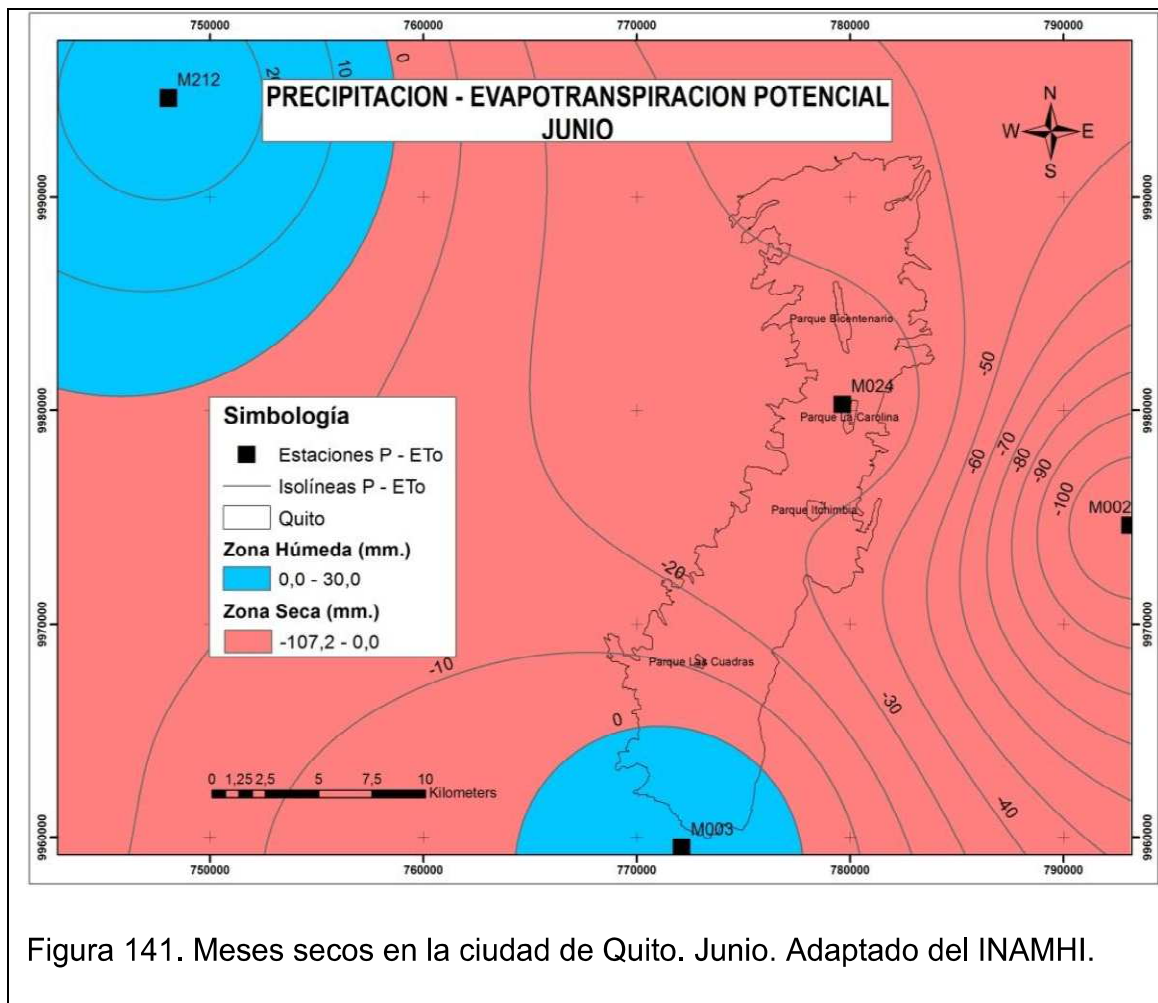 750000 760000 770000 780000 790000
M212
20
10
0
PRECIPITACION - EVAPOTRANSPIRACION POTENCIAL
JUNIO
N
W E
S
9990000 9990000
Parque Bicentenario
-50
M024
9980000 9980000
Parque La Carolina
Simbología
Estaciones P - ETo
Isolíneas P - ETo
Quito
Zona Húmeda (mm.)
0,0 - 30,0
Zona Seca (mm.)
-107,2 - 0,0
-60
-70
-80
-90
-100
M002
Parque Itchimbia
-20
9970000 9970000
Parque Las Cuadras
-10
-30
0
0 1,25 2,5 5 7,5 10
Kilometers
-40
M003
9960000 9960000
750000 760000 770000 780000 790000
Figura 141. Meses secos en la ciudad de Quito. Junio. Adaptado del INAMHI.